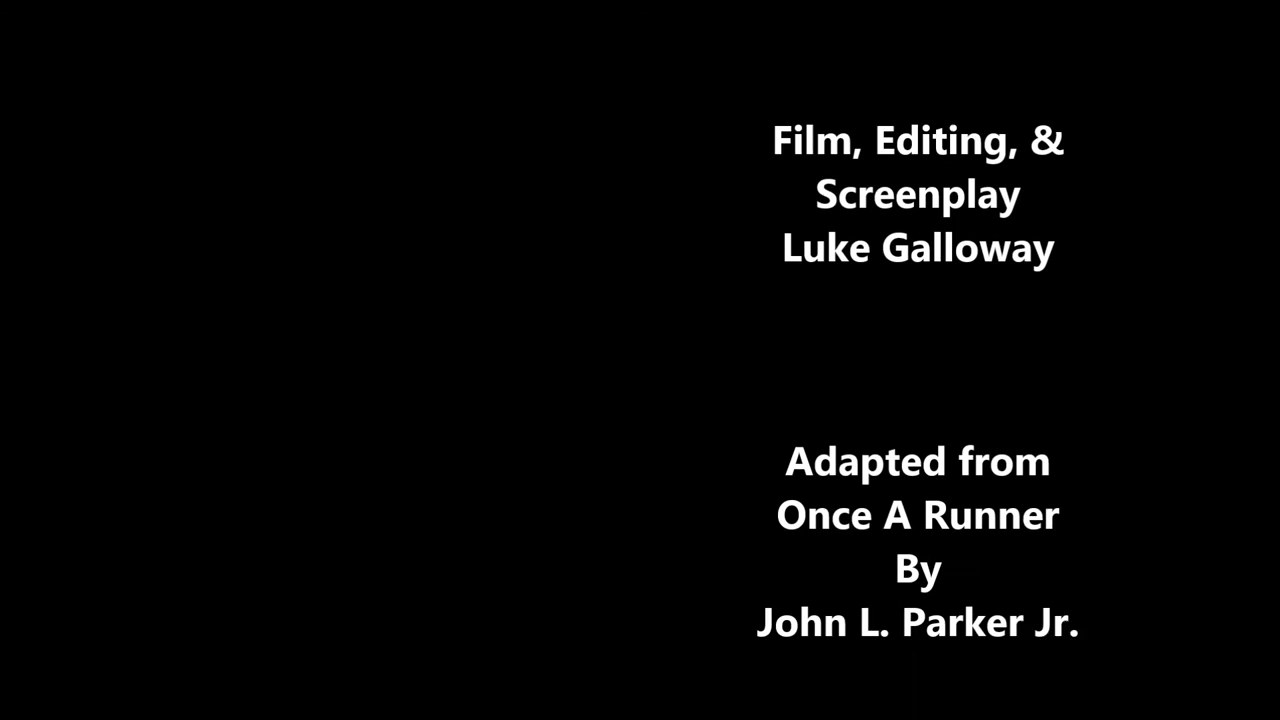 Film, Editing, &
Screenplay
Luke Galloway
Adapted from
Once A Runner
By
John L. Parker Jr.